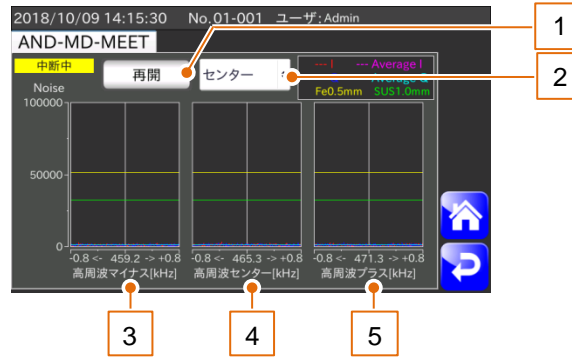 2018/10/09 14:15:30 No.01-001 ユーザ: Admin
1
AND-MD-MEET
中断中
再開
センター
--- I --- Average I
Average Q
2
Noise
Fe0.5mm SUS1.0mm
100000
50000
0
-0.8 <- 459.2 -> +0.8
-0.8 <- 465.3 -> +0.8
-0.8 <- 471.3 -> +0.8
高周波マイナス[kHz]
高周波センター[kHz]
高周波プラス[kHz]
3
4
5